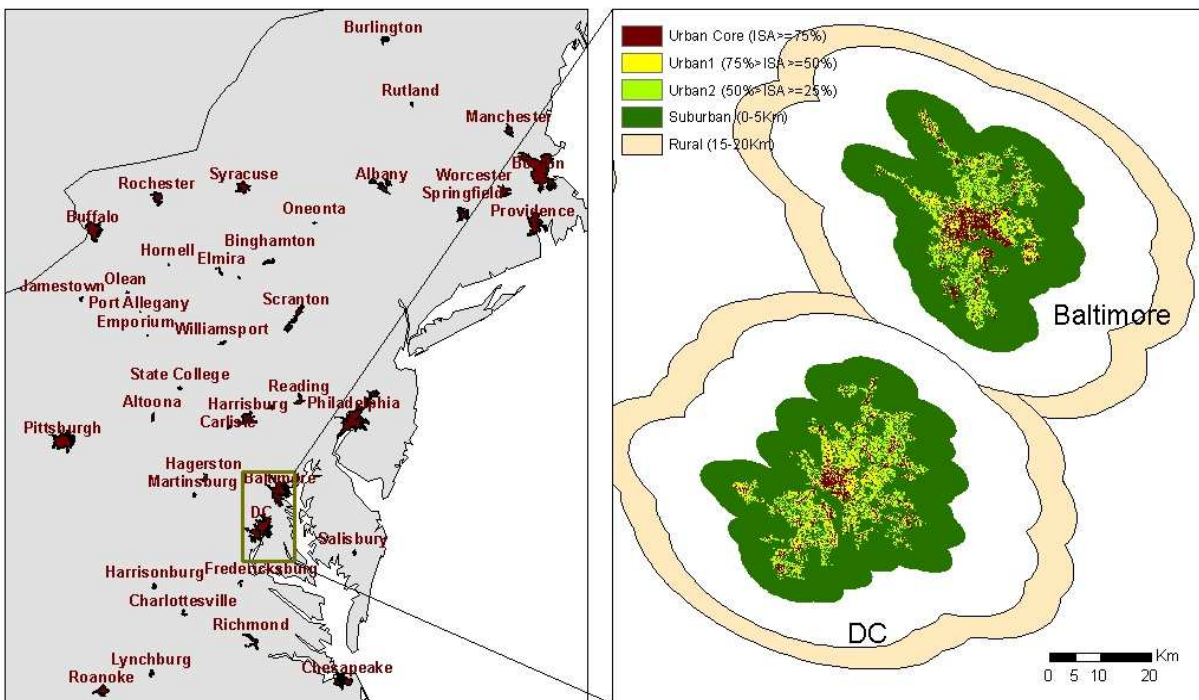 Burlington
Rutland
Manchester
Boston
Worcester
Springfield
Providence
Albany
Syracuse
Rochester
Buffalo
Oneonta
Binghamton
Hornell
Elmira
Olean
Jamestown
Port Allegany
Emporium
Scranton
Williamsport
State College
Altoona
Reading
Harrisburg
Carlisle
Philadelphia
Pittsburgh
Hagerston
Martinsburg
Baltimore
DC
Salisbury
Fredericksburg
Harrisonburg
Charlottesville
Richmond
Lynchburg
Roanoke
Chesapeake
Urban Core (ISA>=75%)
Urban1 (75%>ISA>=50%)
Urban2 (50%>ISA>=25%)
Suburban (0-5Km)
Rural (15-20Km)
Baltimore
DC
Km
0 5 10 20